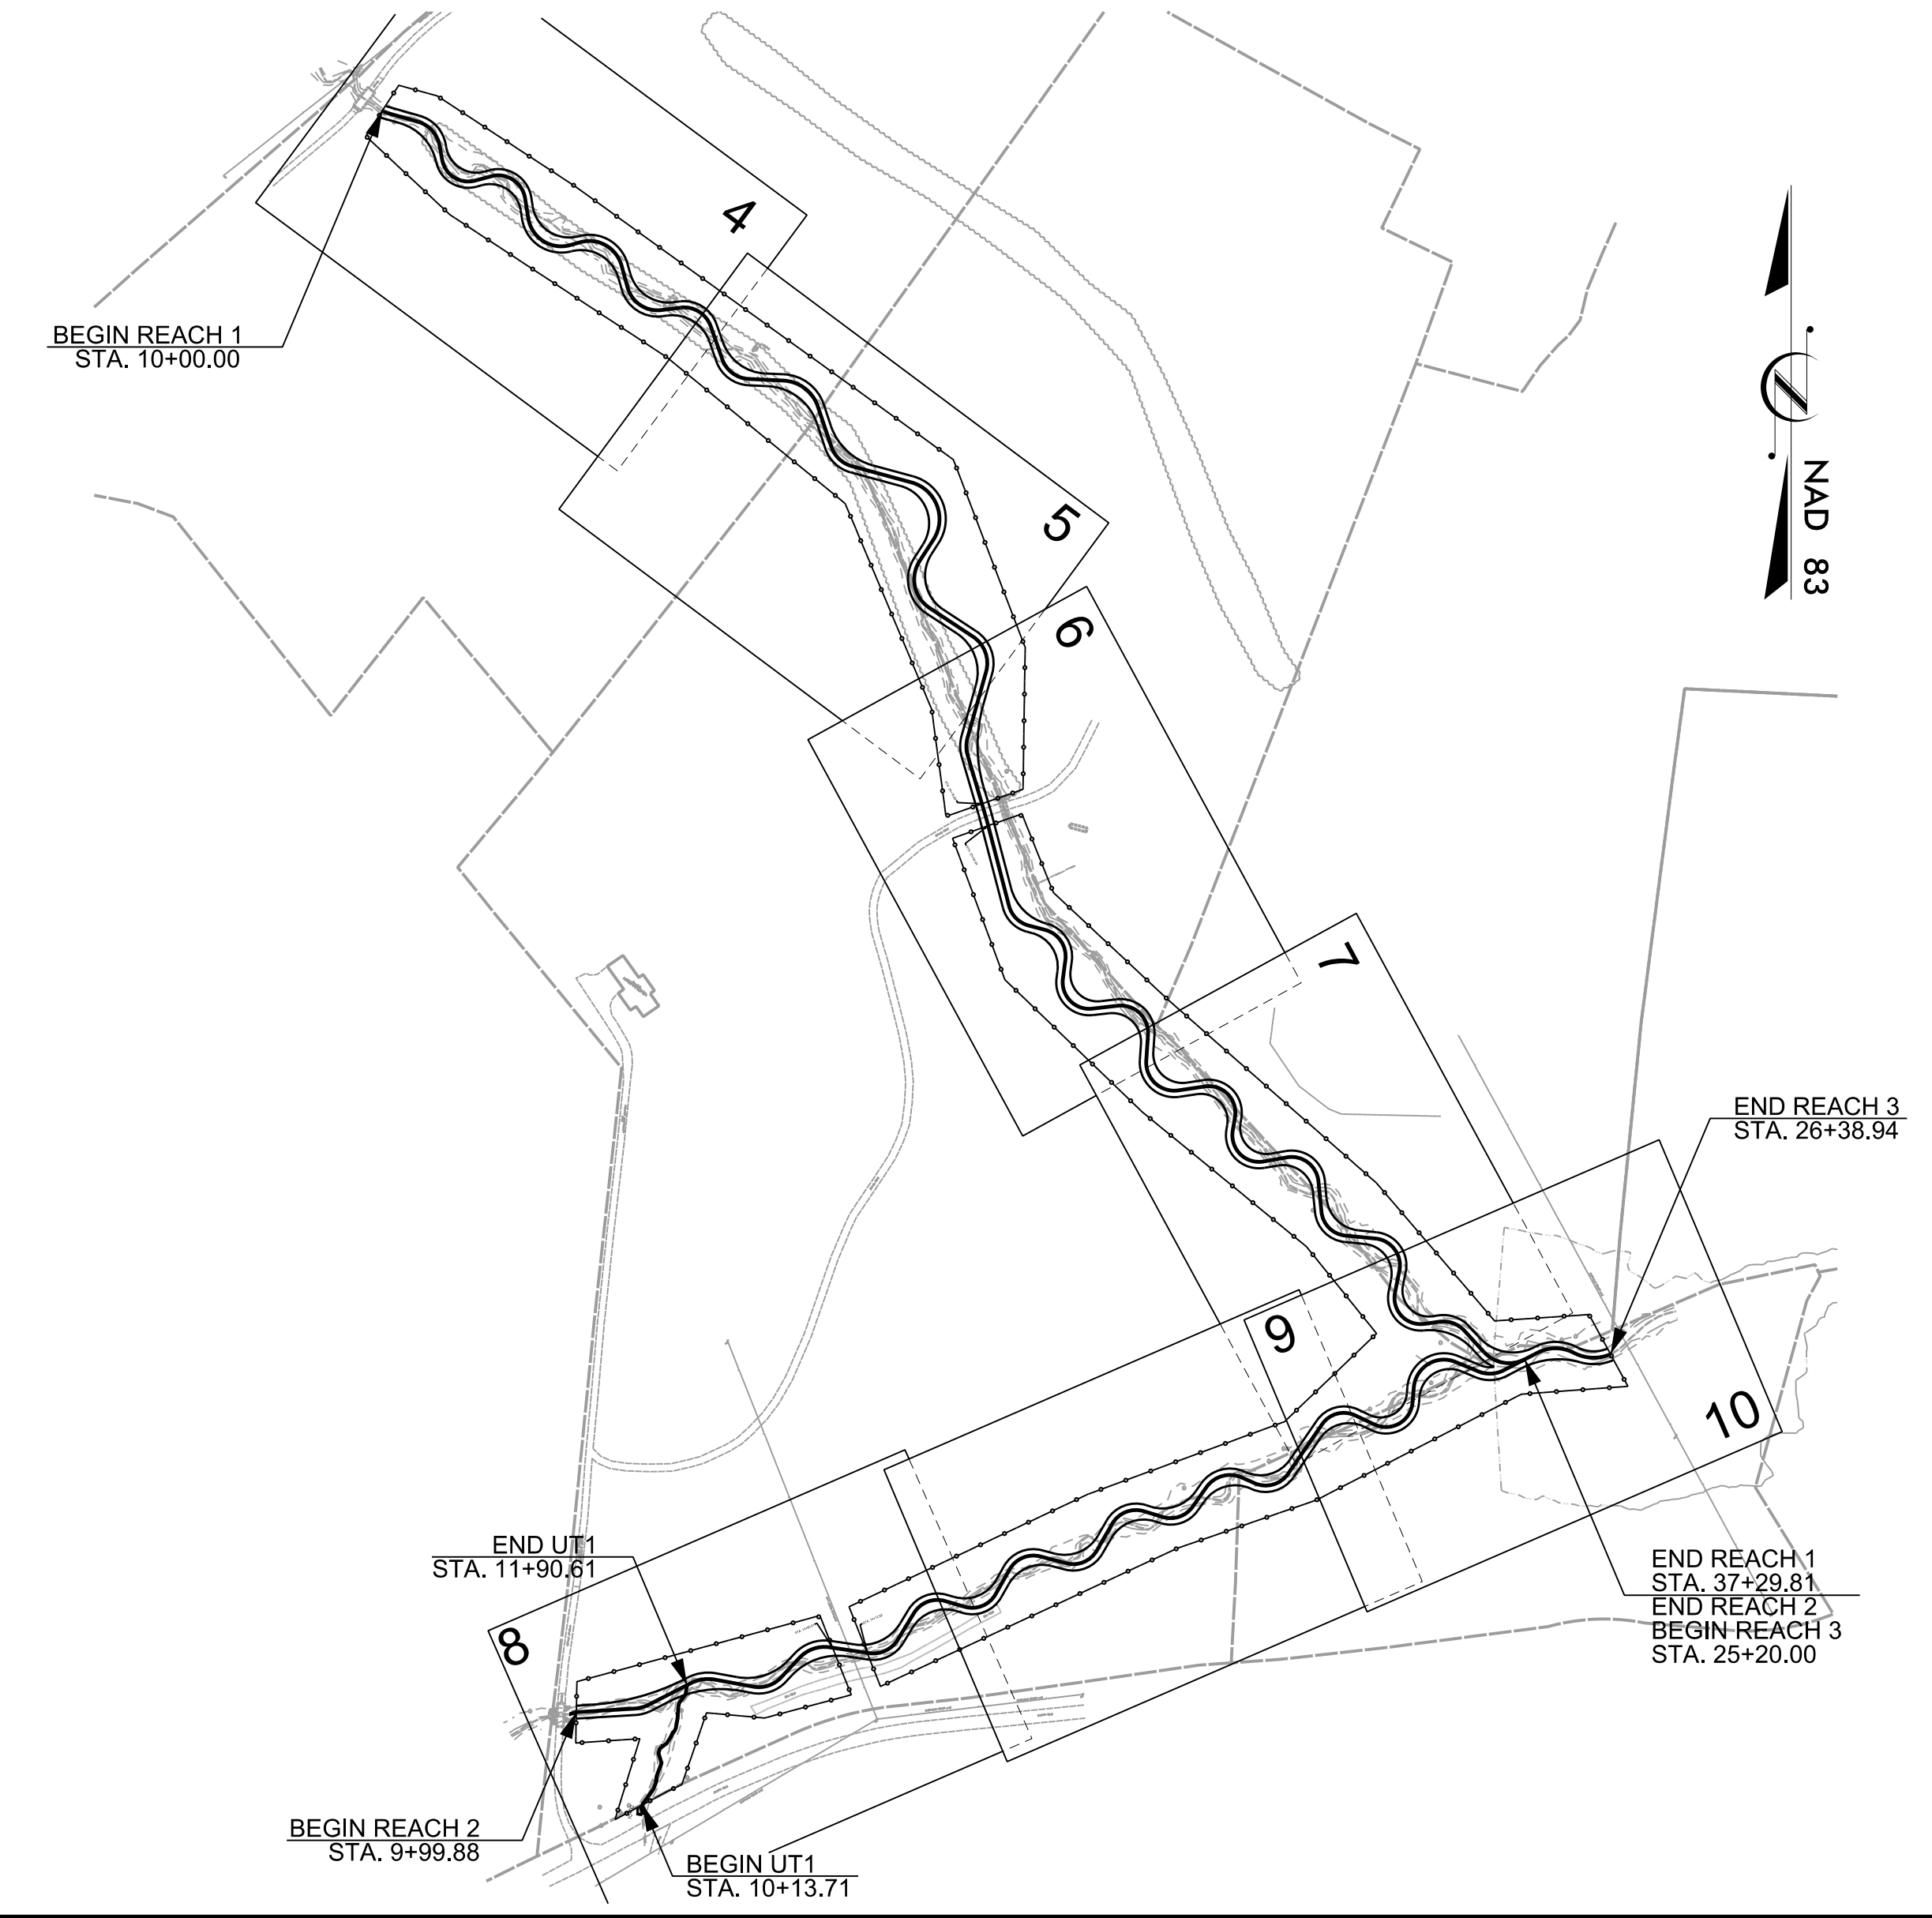 4
BEGIN REACH 1
STA. 10+00.00
5
NAD 83
6
7
END REACH 3
STA. 26+38.94
9
10
END UT1
STA. 11+90.61
END REACH 1
STA. 37+29.81
END REACH 2
BEGIN REACH 3
STA. 25+20.00
8
BEGIN REACH 2
STA. 9+99.88
BEGIN UT1
STA. 10+13.71